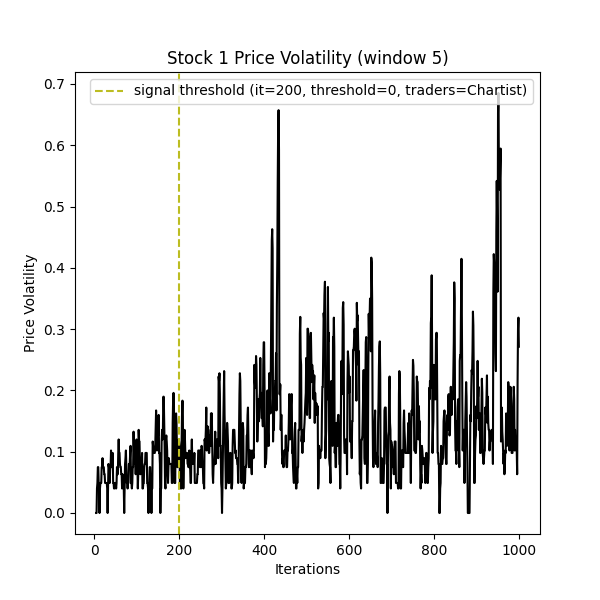 Stock 1 Price Volatility (window 5)
signal threshold (it=200, threshold=0, traders=Chartist)
Price Volatility
0.7
0.6
0.5
0.4
0.3
0.2
0.1
0.0
0 200 400 600 800 1000
Iterations